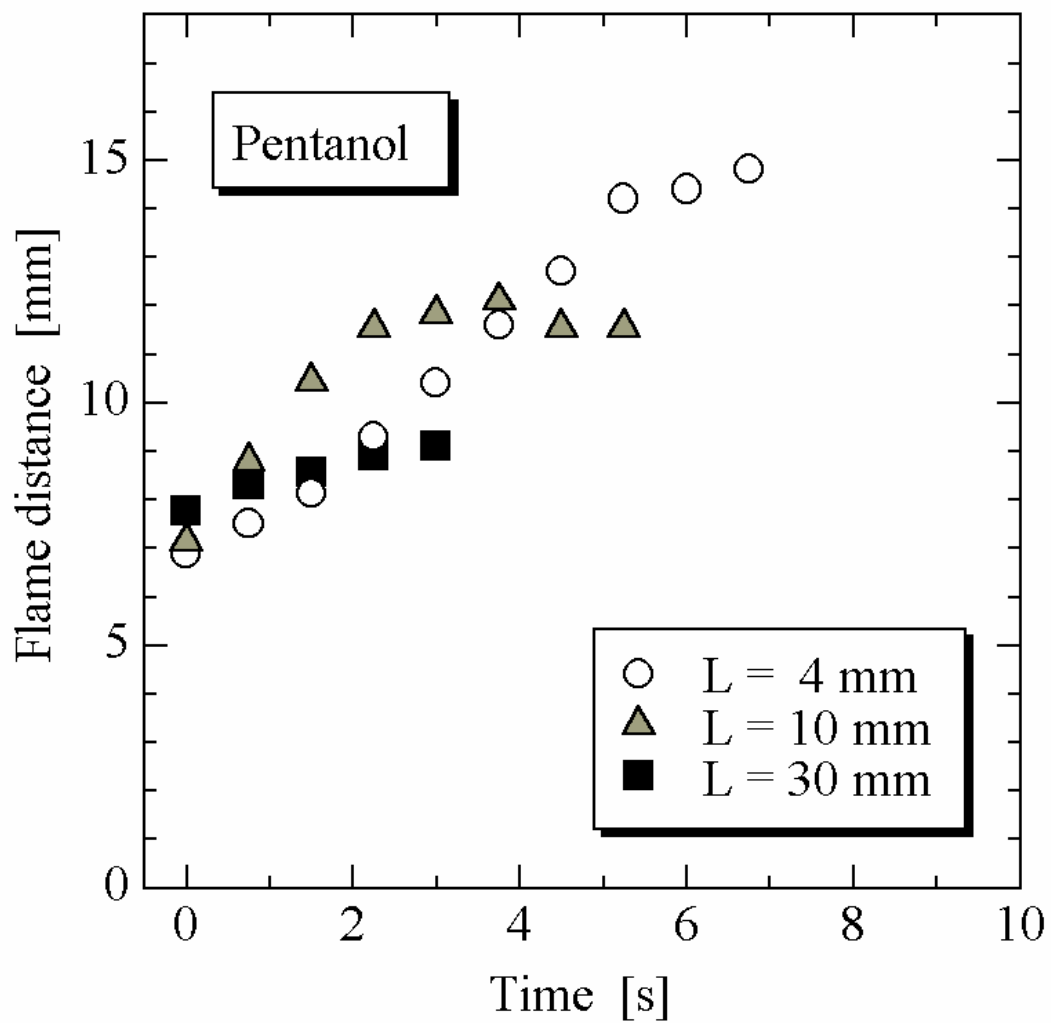 Pentanol
15
10
5
0
Flame distance [mm]
L = 4 mm
L = 10 mm
L = 30 mm
0 2 4 6 8 10
Time [s]